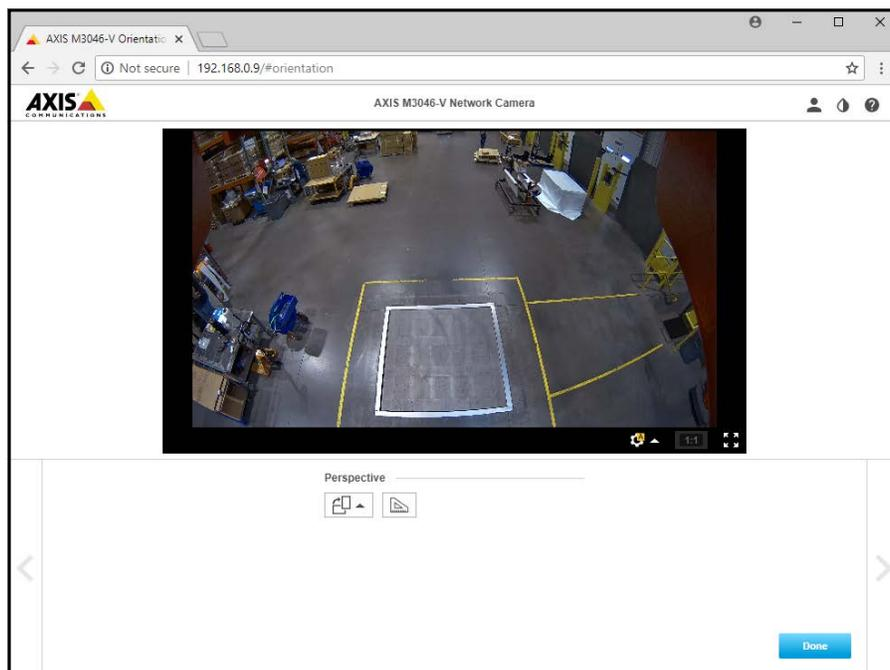 AXIS M3046-V Orientatio
Not secure | 192.168.0.9/#orientation
AXIS
COMMUNICATIONS
AXIS M3046-V Network Camera
1:1
Perspective
Done